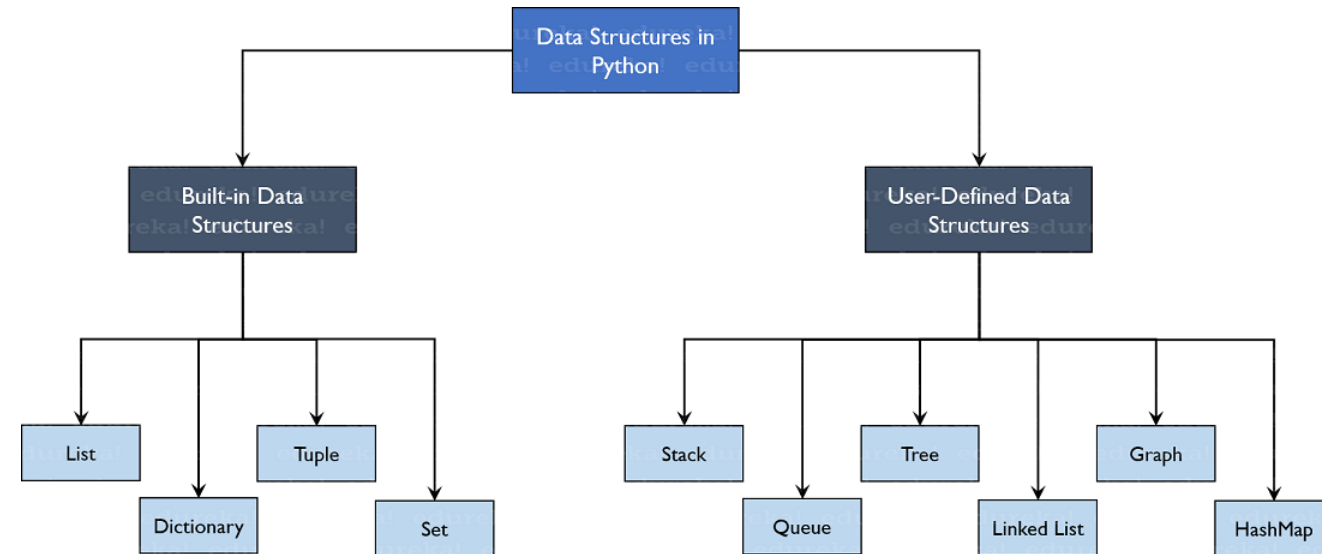 Data Structures in
Python
Built-in Data
Structures
User-Defined Data
Structures
List
Tuple
Stack
Tree
Graph
Dictionary
Set
Queue
Linked List
HashMap